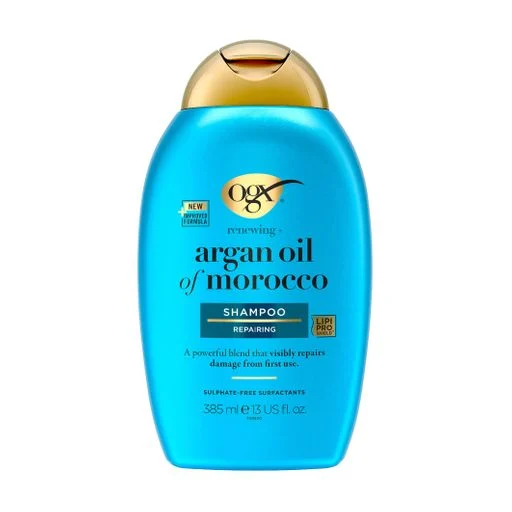 ogx
NEW
IMPROVED
FORMULA
renewing +
argan oil
of morocco
SHAMPOO
REPAIRING
LIPI
PRO
SHIELD™
A powerful blend that visibly repairs
damage from first use.
SULPHATE-FREE SURFACTANTS
385 ml ℮ 13 US fl. oz.